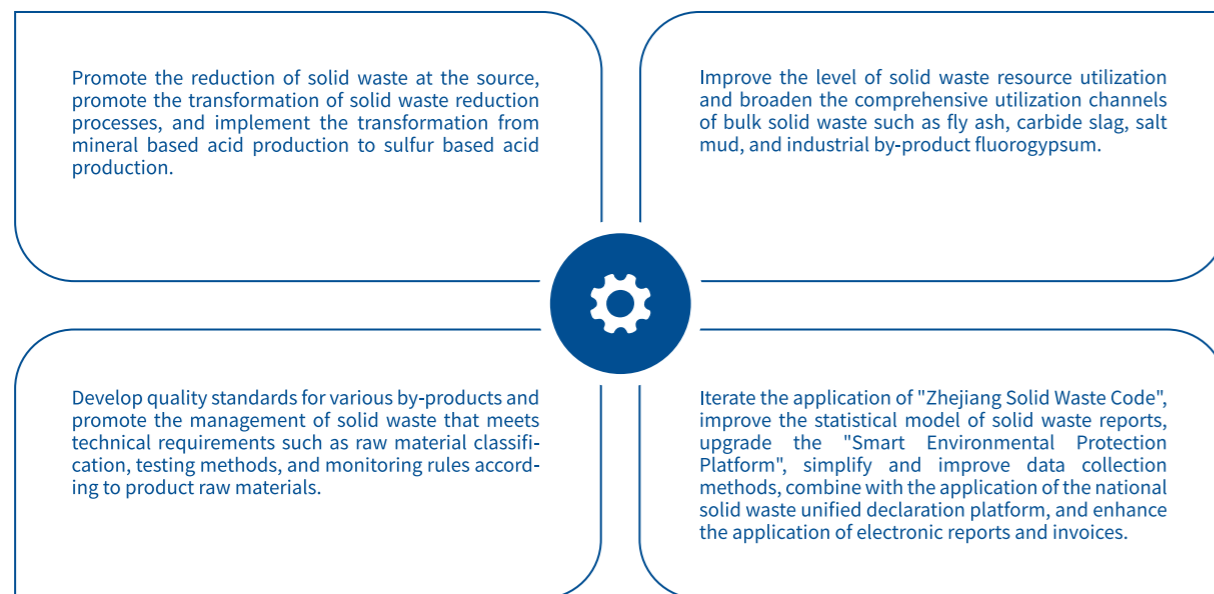 Promote the reduction of solid waste at the source,
promote the transformation of solid waste reduction
processes, and implement the transformation from
mineral based acid production to sulfur based acid
production.
Improve the level of solid waste resource utilization
and broaden the comprehensive utilization channels
of bulk solid waste such as fly ash, carbide slag, salt
mud, and industrial by-product fluorogypsum.
Develop quality standards for various by-products and
promote the management of solid waste that meets
technical requirements such as raw material classifi-
cation, testing methods, and monitoring rules accord-
ing to product raw materials.
Iterate the application of "Zhejiang Solid Waste Code",
improve the statistical model of solid waste reports,
upgrade the "Smart Environmental Protection
Platform", simplify and improve data collection
methods, combine with the application of the national
solid waste unified declaration platform, and enhance
the application of electronic reports and invoices.